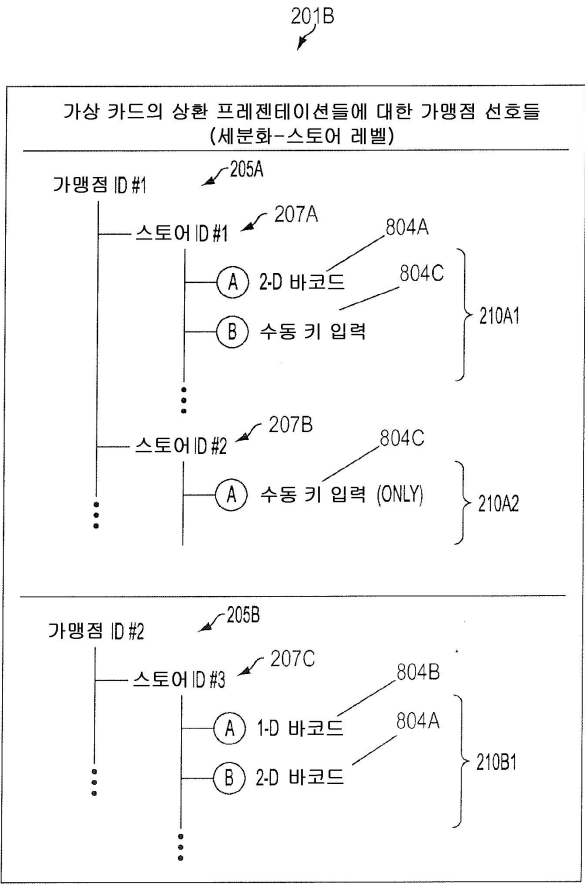 201B
가상 카드의 상환 프레젠테이션들에 대한 가맹점 선호들
(세분화-스토어 레벨)
가맹점 ID #1 205A
스토어 ID #1 207A
804A
A 2-D 바코드
804C
B 수동 키 입력
210A1
스토어 ID #2 207B
804C
A 수동 키 입력 (ONLY)
210A2
가맹점 ID #2 205B
스토어 ID #3 207C
804B
A 1-D 바코드
804A
B 2-D 바코드
210B1